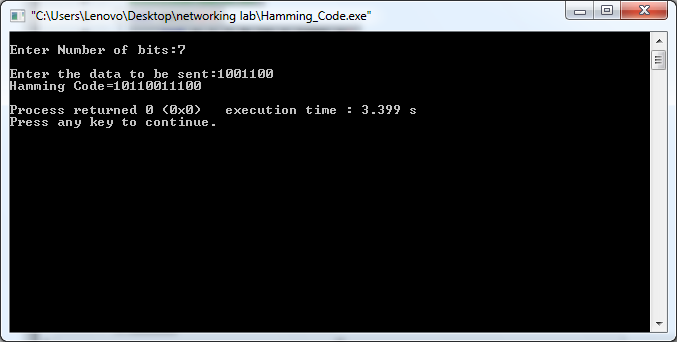 "C:\Users\Lenovo\Desktop\networking lab\Hamming_Code.exe"
Enter Number of bits:7
Enter the data to be sent:1001100
Hamming Code=10110011100
Process returned 0 (0x0)   execution time : 3.399 s
Press any key to continue.